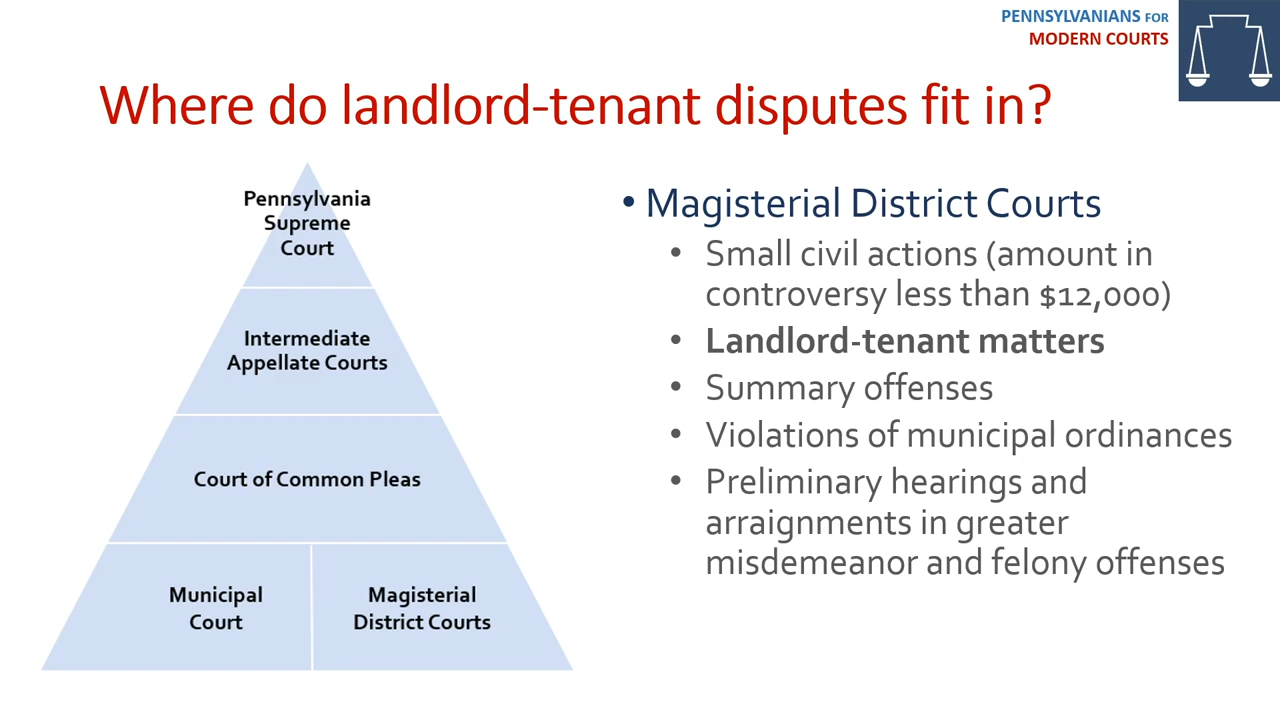 PENNSYLVANIANS FOR
MODERN COURTS
Where do landlord-tenant disputes fit in?
Pennsylvania
Supreme
Court
Intermediate
Appellate Courts
Court of Common Pleas
Municipal
Court
Magisterial
District Courts
• Magisterial District Courts
• Small civil actions (amount in
controversy less than $12,000)
• Landlord-tenant matters
• Summary offenses
• Violations of municipal ordinances
• Preliminary hearings and
arraignments in greater
misdemeanor and felony offenses